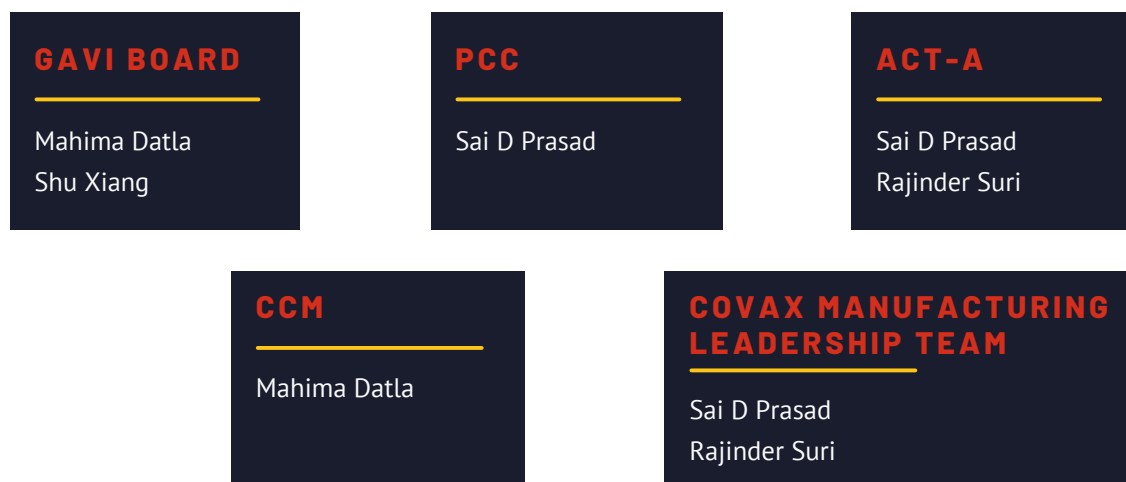 GAVI BOARD
Mahima Datla
Shu Xiang
PCC
Sai D Prasad
ACT-A
Sai D Prasad
Rajinder Suri
CCM
Mahima Datla
COVAX MANUFACTURING
LEADERSHIP TEAM
Sai D Prasad
Rajinder Suri